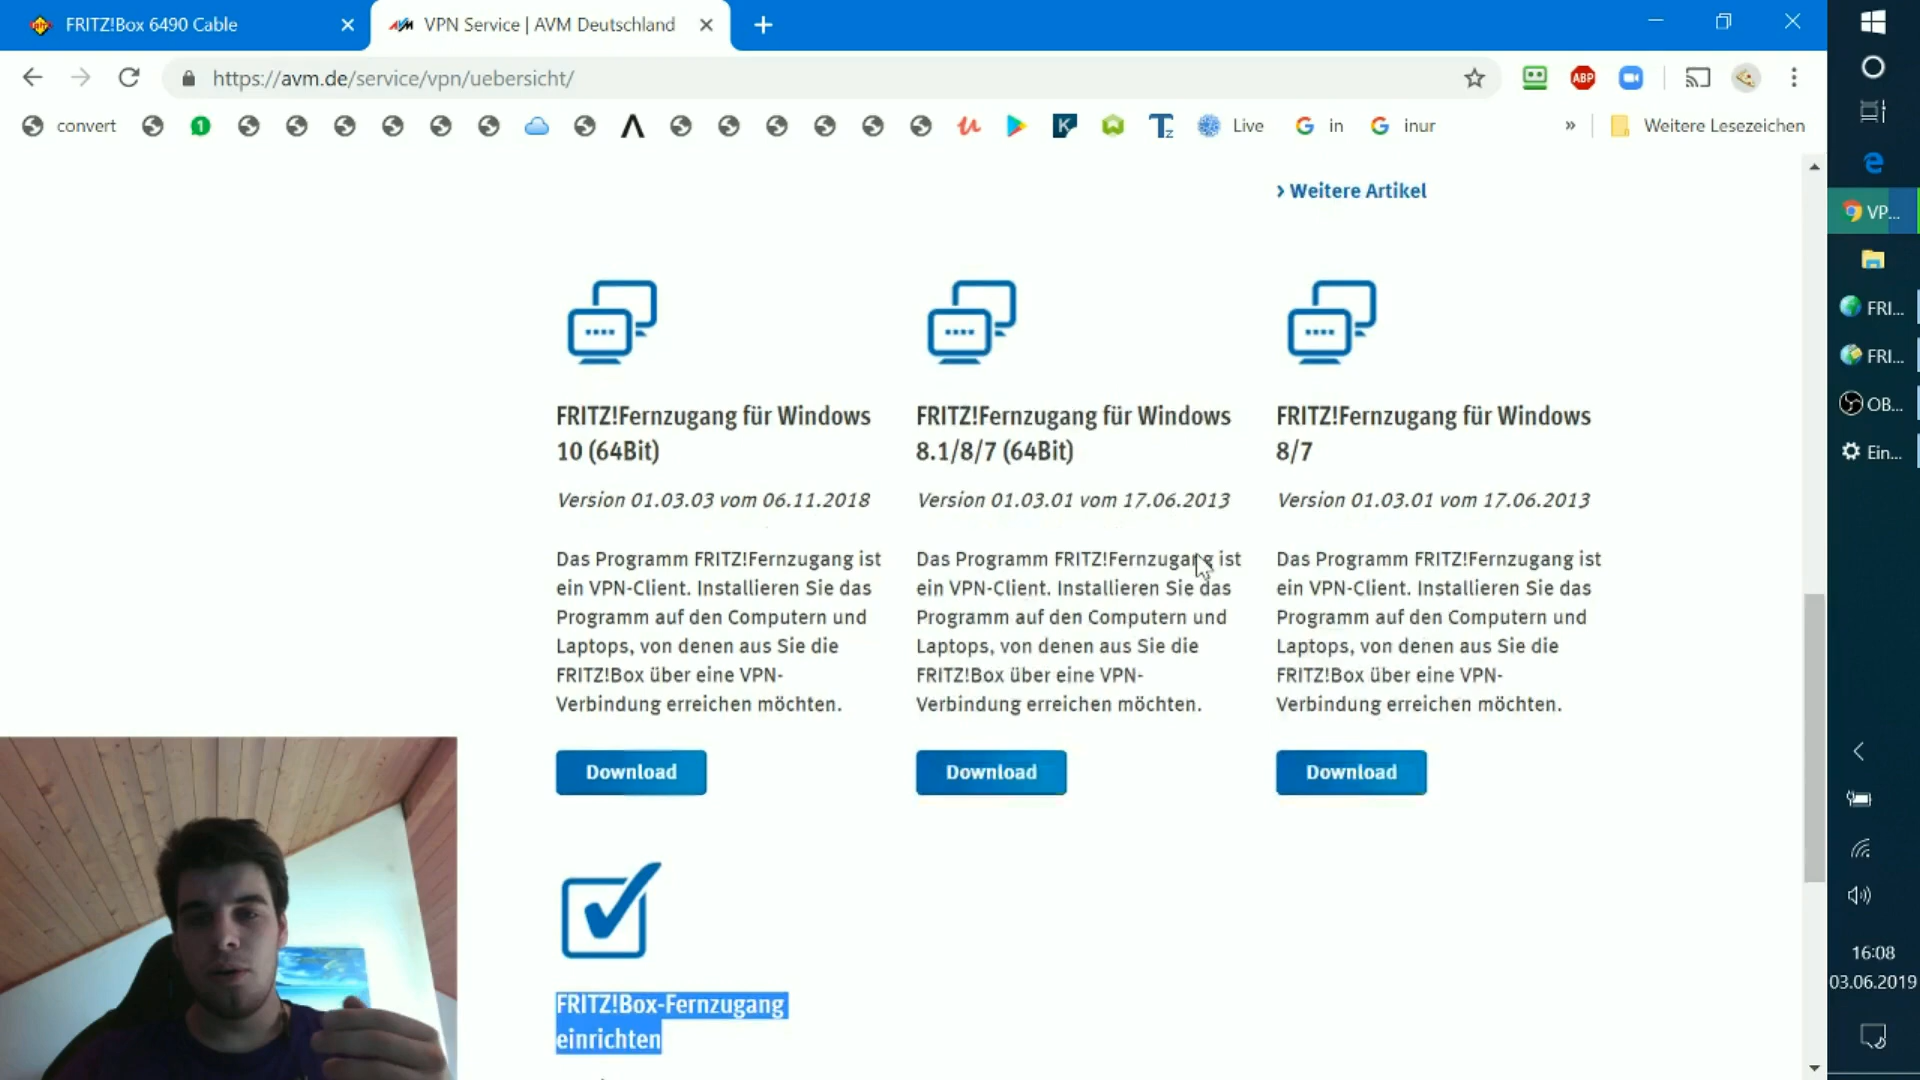 FRITZ!Box 6490 Cable
VPN Service | AVM Deutschland
https://avm.de/service/vpn/uebersicht/
ABP
convert
1
Live
in
inur
»
Weitere Lesezeichen
› Weitere Artikel
FRITZ!Fernzugang für Windows
10 (64Bit)
Version 01.03.03 vom 06.11.2018
Das Programm FRITZ!Fernzugang ist
ein VPN-Client. Installieren Sie das
Programm auf den Computern und
Laptops, von denen aus Sie die
FRITZ!Box über eine VPN-
Verbindung erreichen möchten.
Download
FRITZ!Fernzugang für Windows
8.1/8/7 (64Bit)
Version 01.03.01 vom 17.06.2013
Das Programm FRITZ!Fernzugang ist
ein VPN-Client. Installieren Sie das
Programm auf den Computern und
Laptops, von denen aus Sie die
FRITZ!Box über eine VPN-
Verbindung erreichen möchten.
Download
FRITZ!Fernzugang für Windows
8/7
Version 01.03.01 vom 17.06.2013
Das Programm FRITZ!Fernzugang ist
ein VPN-Client. Installieren Sie das
Programm auf den Computern und
Laptops, von denen aus Sie die
FRITZ!Box über eine VPN-
Verbindung erreichen möchten.
Download
FRITZ!Box-Fernzugang
einrichten
VP...
FRI...
FRI...
OB...
Ein...
16:08
03.06.2019